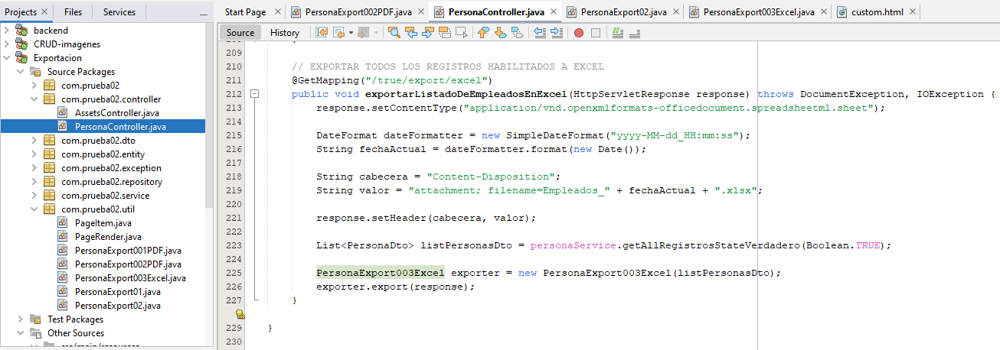 Projects
Files
Services
backend
CRUD-imagenes
Exportacion
Source Packages
com.prueba02
com.prueba02.controller
AssetsController.java
PersonaController.java
com.prueba02.dto
com.prueba02.entity
com.prueba02.exception
com.prueba02.repository
com.prueba02.service
com.prueba02.util
PageItem.java
PageRender.java
PersonaExport001PDF.java
PersonaExport002PDF.java
PersonaExport003Excel.java
PersonaExport01.java
PersonaExport02.java
Test Packages
Other Sources
src/main/resources
Start Page
PersonaExport002PDF.java
PersonaController.java
PersonaExport02.java
PersonaExport003Excel.java
custom.html
Source
History
208 }
209
210 // EXPORTAR TODOS LOS REGISTROS HABILITADOS A EXCEL
211 @GetMapping("/true/export/excel")
212 public void exportarListadoDeEmpleadosEnExcel(HttpServletResponse response) throws DocumentException, IOException {
213 response.setContentType("application/vnd.openxmlformats-officedocument.spreadsheetml.sheet");
214
215 DateFormat dateFormatter = new SimpleDateFormat("yyyy-MM-dd_HH:mm:ss");
216 String fechaActual = dateFormatter.format(new Date());
217
218 String cabecera = "Content-Disposition";
219 String valor = "attachment; filename=Empleados_" + fechaActual + ".xlsx";
220
221 response.setHeader(cabecera, valor);
222
223 List<PersonaDto> listPersonasDto = personaService.getAllRegistrosStateVerdadero(Boolean.TRUE);
224
225 PersonaExport003Excel exporter = new PersonaExport003Excel(listPersonasDto);
226 exporter.export(response);
227 }
229 }
230